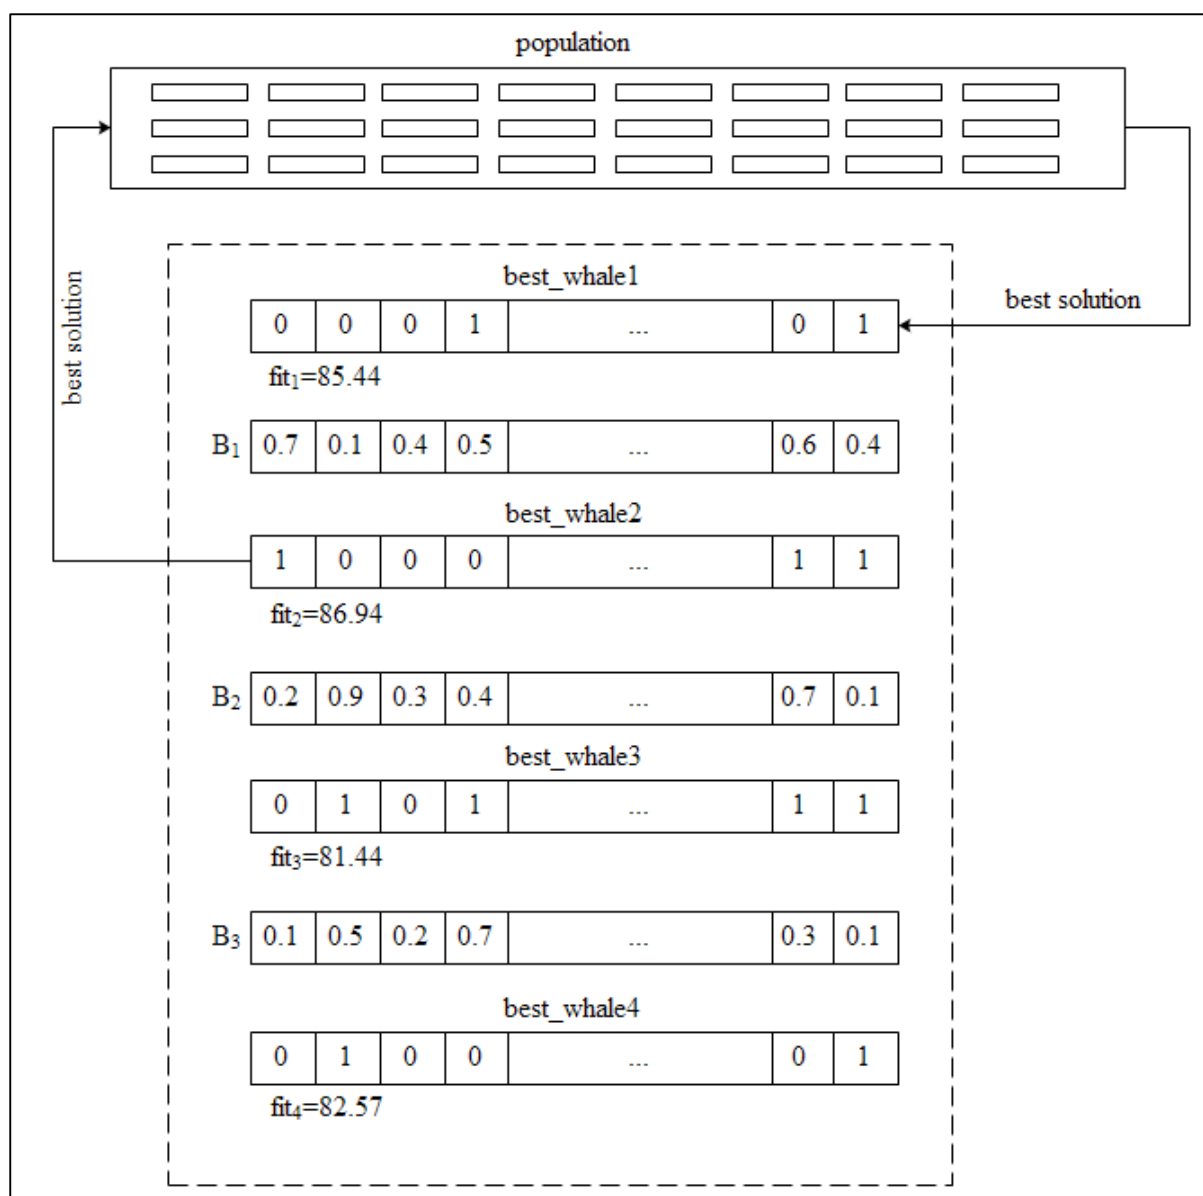 population
best_whale1
0 0 0 1 ... 0 1
best solution
best solution
fit₁=85.44
B₁ 0.7 0.1 0.4 0.5 ... 0.6 0.4
best_whale2
1 0 0 0 ... 1 1
fit₂=86.94
B₂ 0.2 0.9 0.3 0.4 ... 0.7 0.1
best_whale3
0 1 0 1 ... 1 1
fit₃=81.44
B₃ 0.1 0.5 0.2 0.7 ... 0.3 0.1
best_whale4
0 1 0 0 ... 0 1
fit₄=82.57